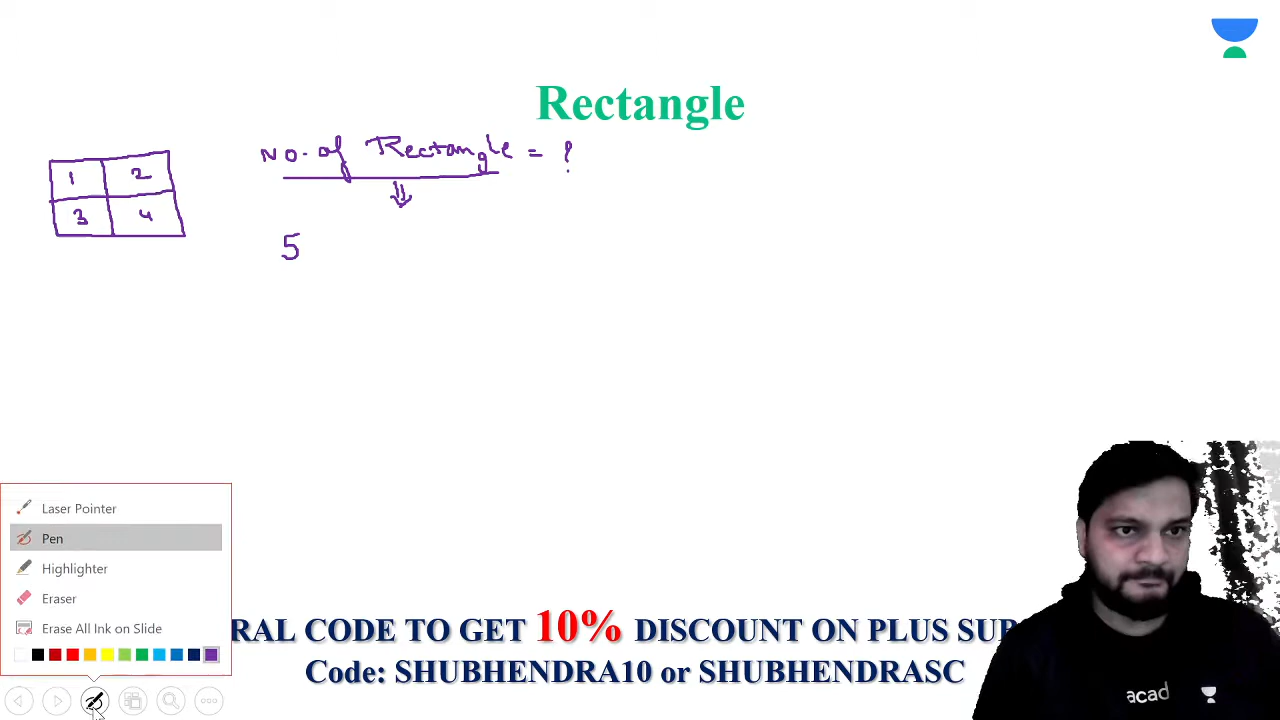 Rectangle
No. of Rectangle = ?
1 2
3 4
5
Laser Pointer
Pen
Highlighter
Eraser
Erase All Ink on Slide
RAL CODE TO GET 10% DISCOUNT ON PLUS SUB
Code: SHUBHENDRA10 or SHUBHENDRASC
acad